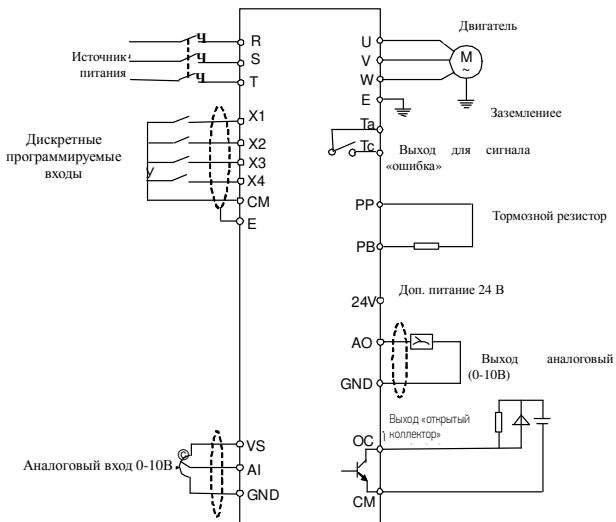 Источник
питания
R
S
T
Дискретные
программируемые
входы
X1
X2
X3
X4
CM
E
У
Аналоговый вход 0-10В
VS
AI
GND
Двигатель
U
V
W
E
M
~
Заземлениее
Ta
Tc
Выход для сигнала
«ошибка»
PP
PB
Тормозной резистор
24V
Доп. питание 24 В
AO
GND
Выход аналоговый
(0-10В)
Выход «открытый
коллектор»
OC
CM